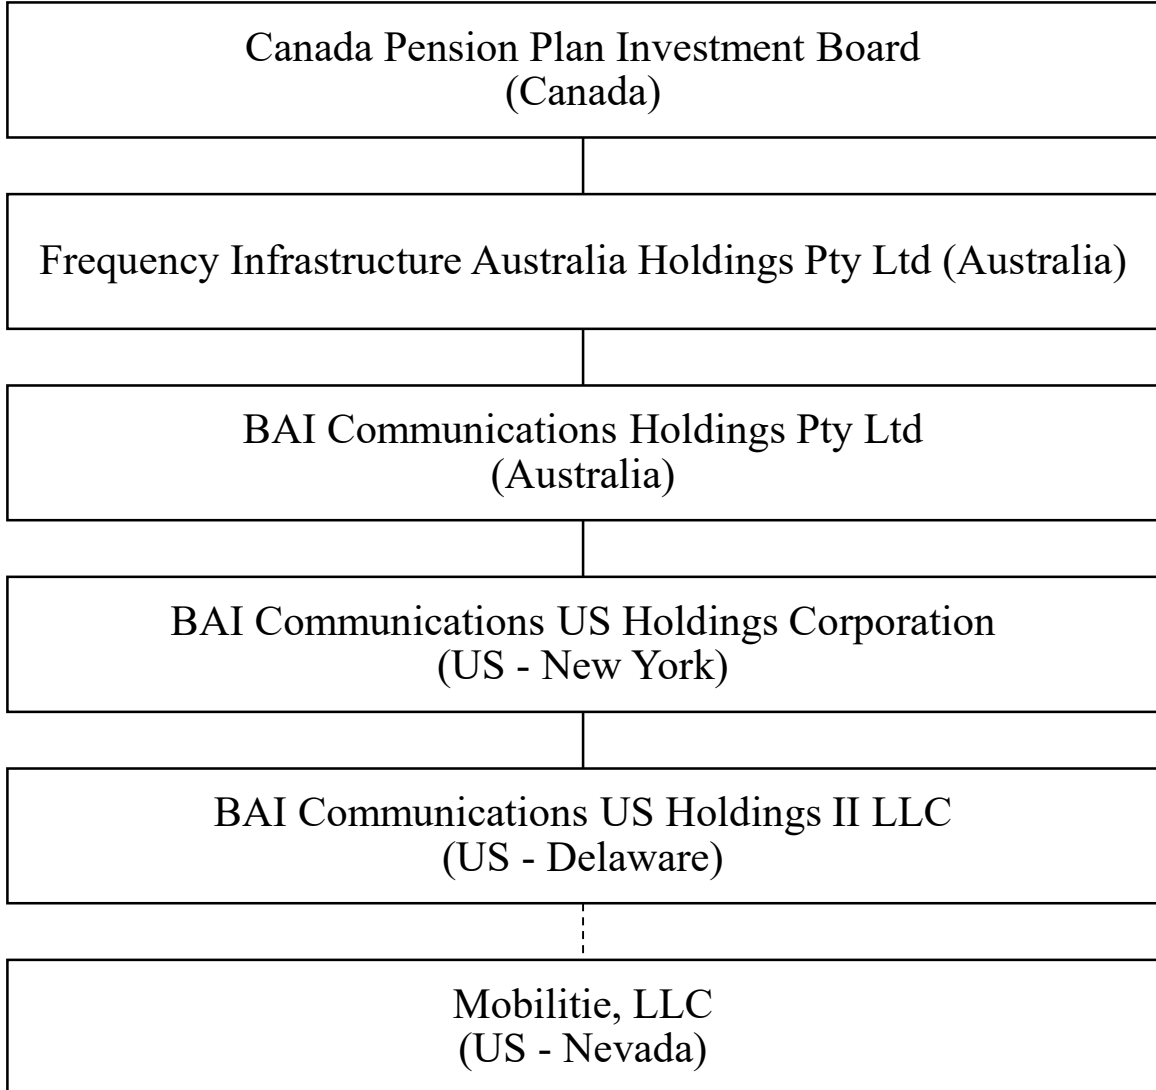 Canada Pension Plan Investment Board
(Canada)
Frequency Infrastructure Australia Holdings Pty Ltd (Australia)
BAI Communications Holdings Pty Ltd
(Australia)
BAI Communications US Holdings Corporation
(US - New York)
BAI Communications US Holdings II LLC
(US - Delaware)
Mobilitie, LLC
(US - Nevada)